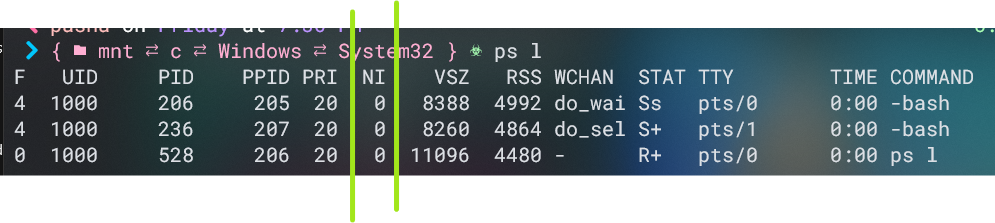 { mnt ⇄ c ⇄ Windows ⇄ System32 } ☣ ps l
F UID PID PPID PRI NI VSZ RSS WCHAN STAT TTY TIME COMMAND
4 1000 206 205 20 0 8388 4992 do_wai Ss pts/0 0:00 -bash
4 1000 236 207 20 0 8260 4864 do_sel S+ pts/1 0:00 -bash
0 1000 528 206 20 0 11096 4480 - R+ pts/0 0:00 ps l